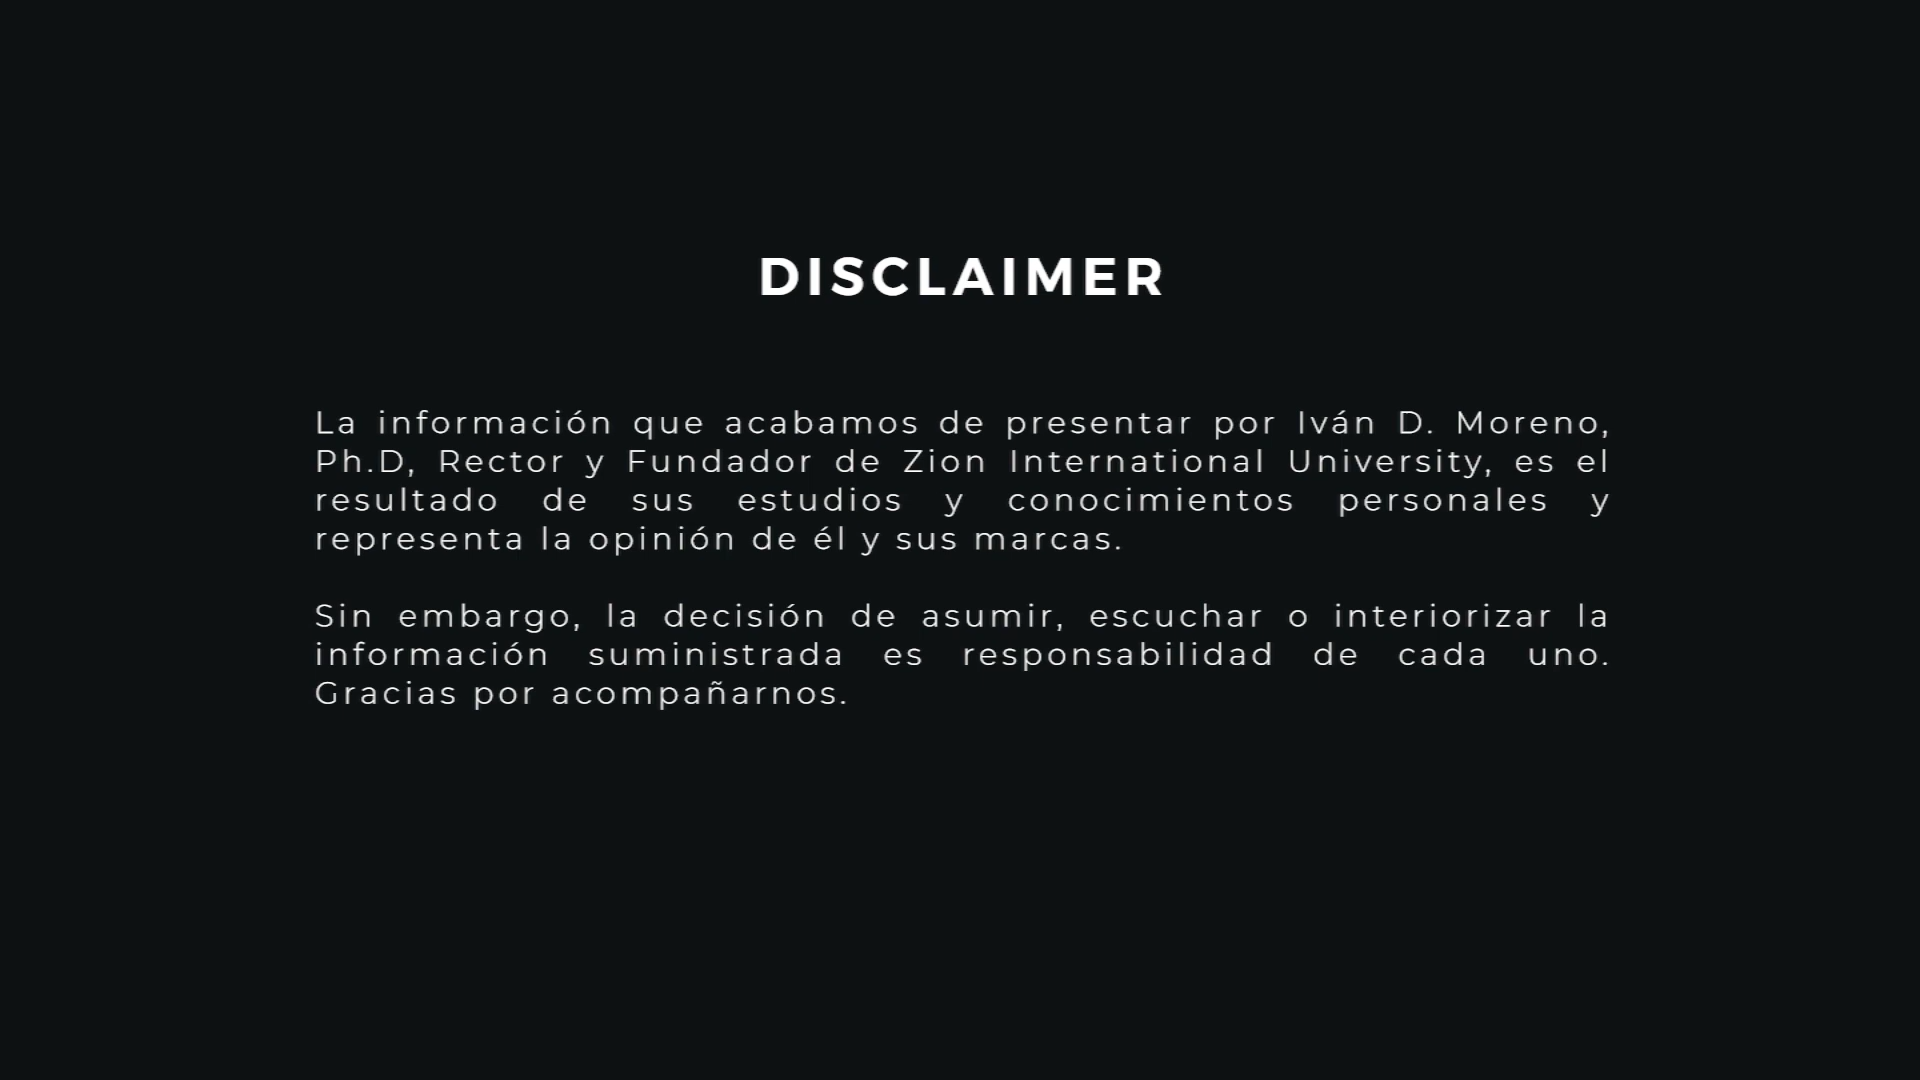 DISCLAIMER
La información que acabamos de presentar por Iván D. Moreno,
Ph.D, Rector y Fundador de Zion International University, es el
resultado de sus estudios y conocimientos personales y
representa la opinión de él y sus marcas.
Sin embargo, la decisión de asumir, escuchar o interiorizar la
información suministrada es responsabilidad de cada uno.
Gracias por acompañarnos.